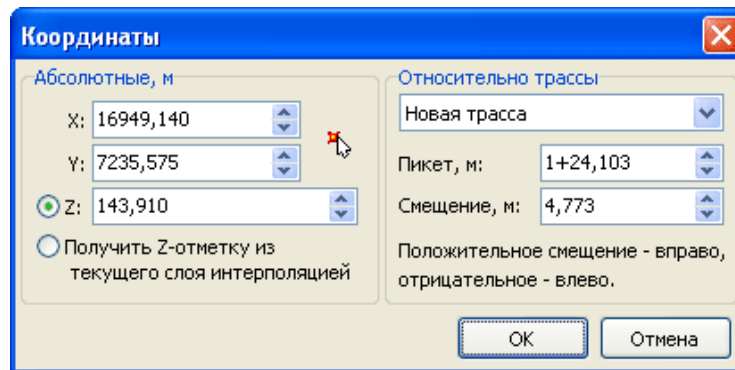 Координаты
Абсолютные, м
X: 16949,140
Y: 7235,575
Z: 143,910
Получить Z-отметку из
текущего слоя интерполяцией
Относительно трассы
Новая трасса
Пикет, м: 1+24,103
Смещение, м: 4,773
Положительное смещение - вправо,
отрицательное - влево.
ОК
Отмена